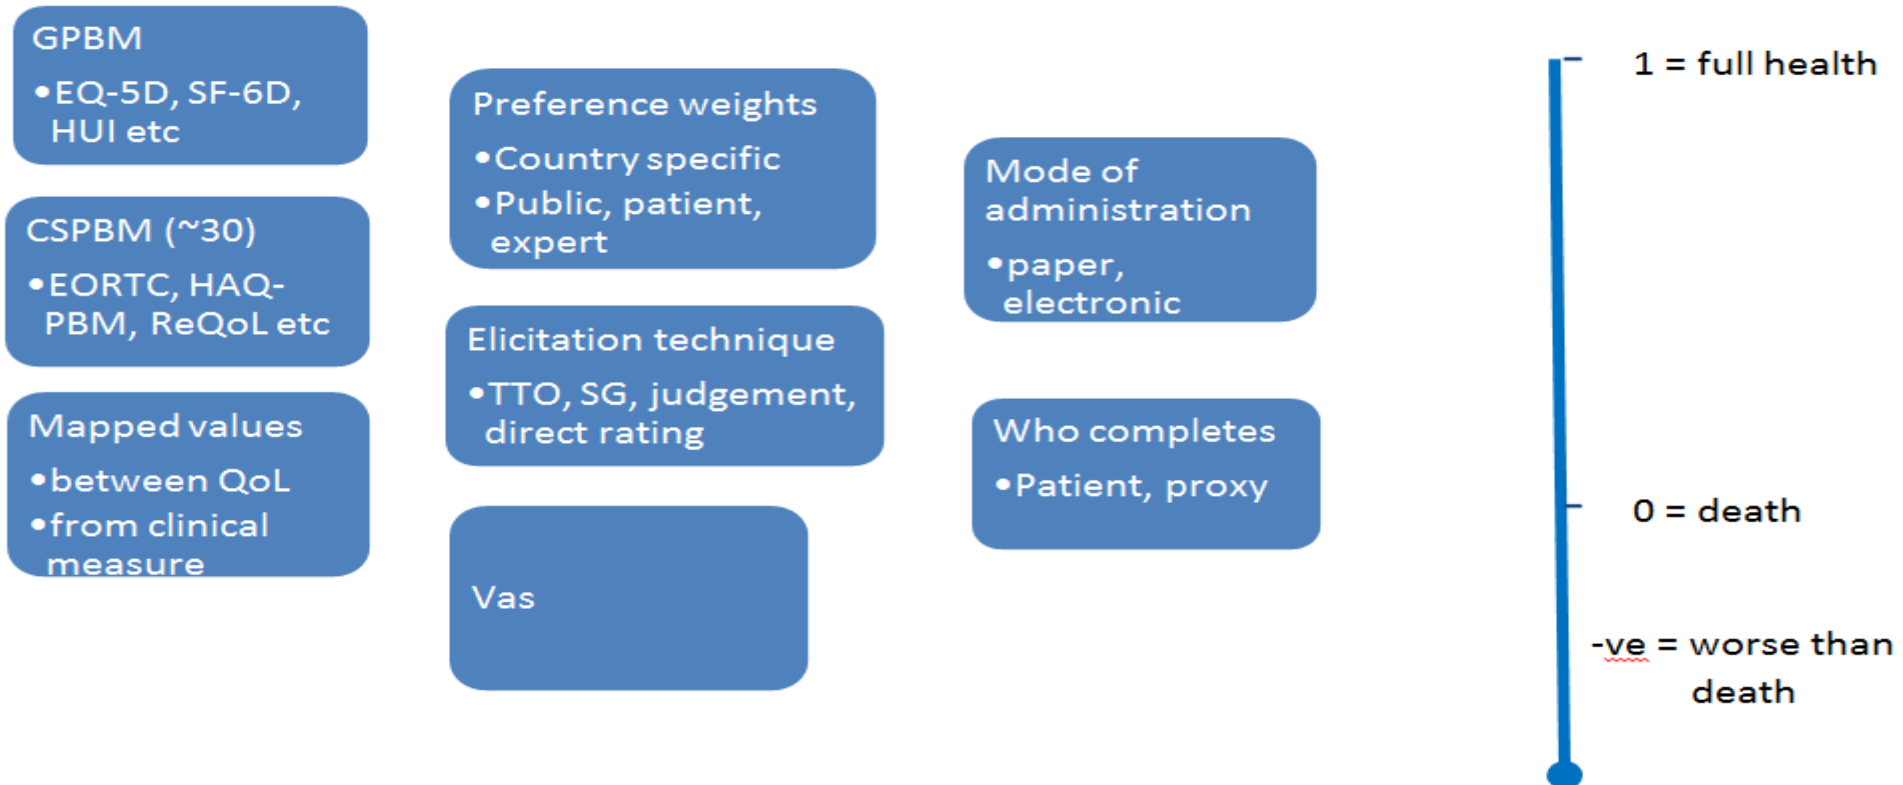 GPBM
•EQ-5D, SF-6D,
HUI etc
CSPBM (~30)
•EORTC, HAQ-
PBM, ReQoL etc
Mapped values
•between QoL
•from clinical
measure
Preference weights
•Country specific
•Public, patient,
expert
Elicitation technique
•TTO, SG, judgement,
direct rating
Vas
Mode of
administration
•paper,
electronic
Who completes
•Patient, proxy
1 = full health
0 = death
-ve = worse than
death